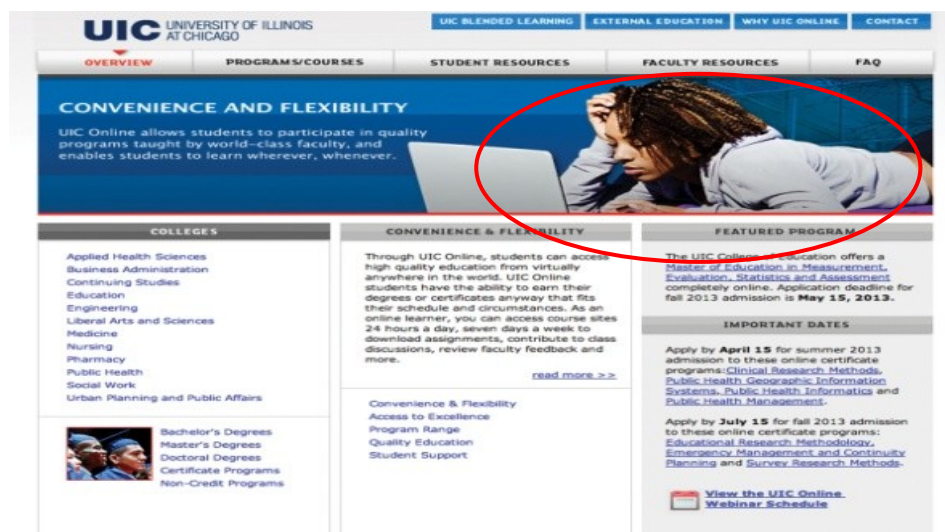 UIC UNIVERSITY OF ILLINOIS
AT CHICAGO
UIC BLENDED LEARNING EXTERNAL EDUCATION WHY UIC ONLINE CONTACT
OVERVIEW PROGRAMS/COURSES STUDENT RESOURCES FACULTY RESOURCES FAQ
CONVENIENCE AND FLEXIBILITY
UIC Online allows students to participate in quality
programs taught by world-class faculty, and
enables students to learn wherever, whenever.
COLLEGES
Applied Health Sciences
Business Administration
Continuing Studies
Education
Engineering
Liberal Arts and Sciences
Medicine
Nursing
Pharmacy
Public Health
Social Work
Urban Planning and Public Affairs
Bachelor's Degrees
Master's Degrees
Doctoral Degrees
Certificate Programs
Non-Credit Programs
CONVENIENCE & FLEXIBILITY
Through UIC Online, students can access
high quality education from virtually
anywhere in the world. UIC Online
students have the ability to earn their
degrees or certificates anyway that fits
their schedule and circumstances. As an
online learner, you can access course sites
24 hours a day, seven days a week to
download assignments, contribute to class
discussions, review faculty feedback and
more.
read more >>
Convenience & Flexibility
Access to Excellence
Program Range
Quality Education
Student Support
FEATURED PROGRAM
The UIC College of Education offers a
Master of Education in Measurement,
Evaluation, Statistics and Assessment
completely online. Application deadline for
fall 2013 admission is May 15, 2013.
IMPORTANT DATES
Apply by April 15 for summer 2013
admission to these online certificate
programs:Clinical Research Methods,
Public Health Geographic Information
Systems, Public Health Informatics and
Public Health Management.
Apply by July 15 for fall 2013 admission
to these online certificate programs:
Educational Research Methodology,
Emergency Management and Continuity
Planning and Survey Research Methods.
View the UIC Online
Webinar Schedule